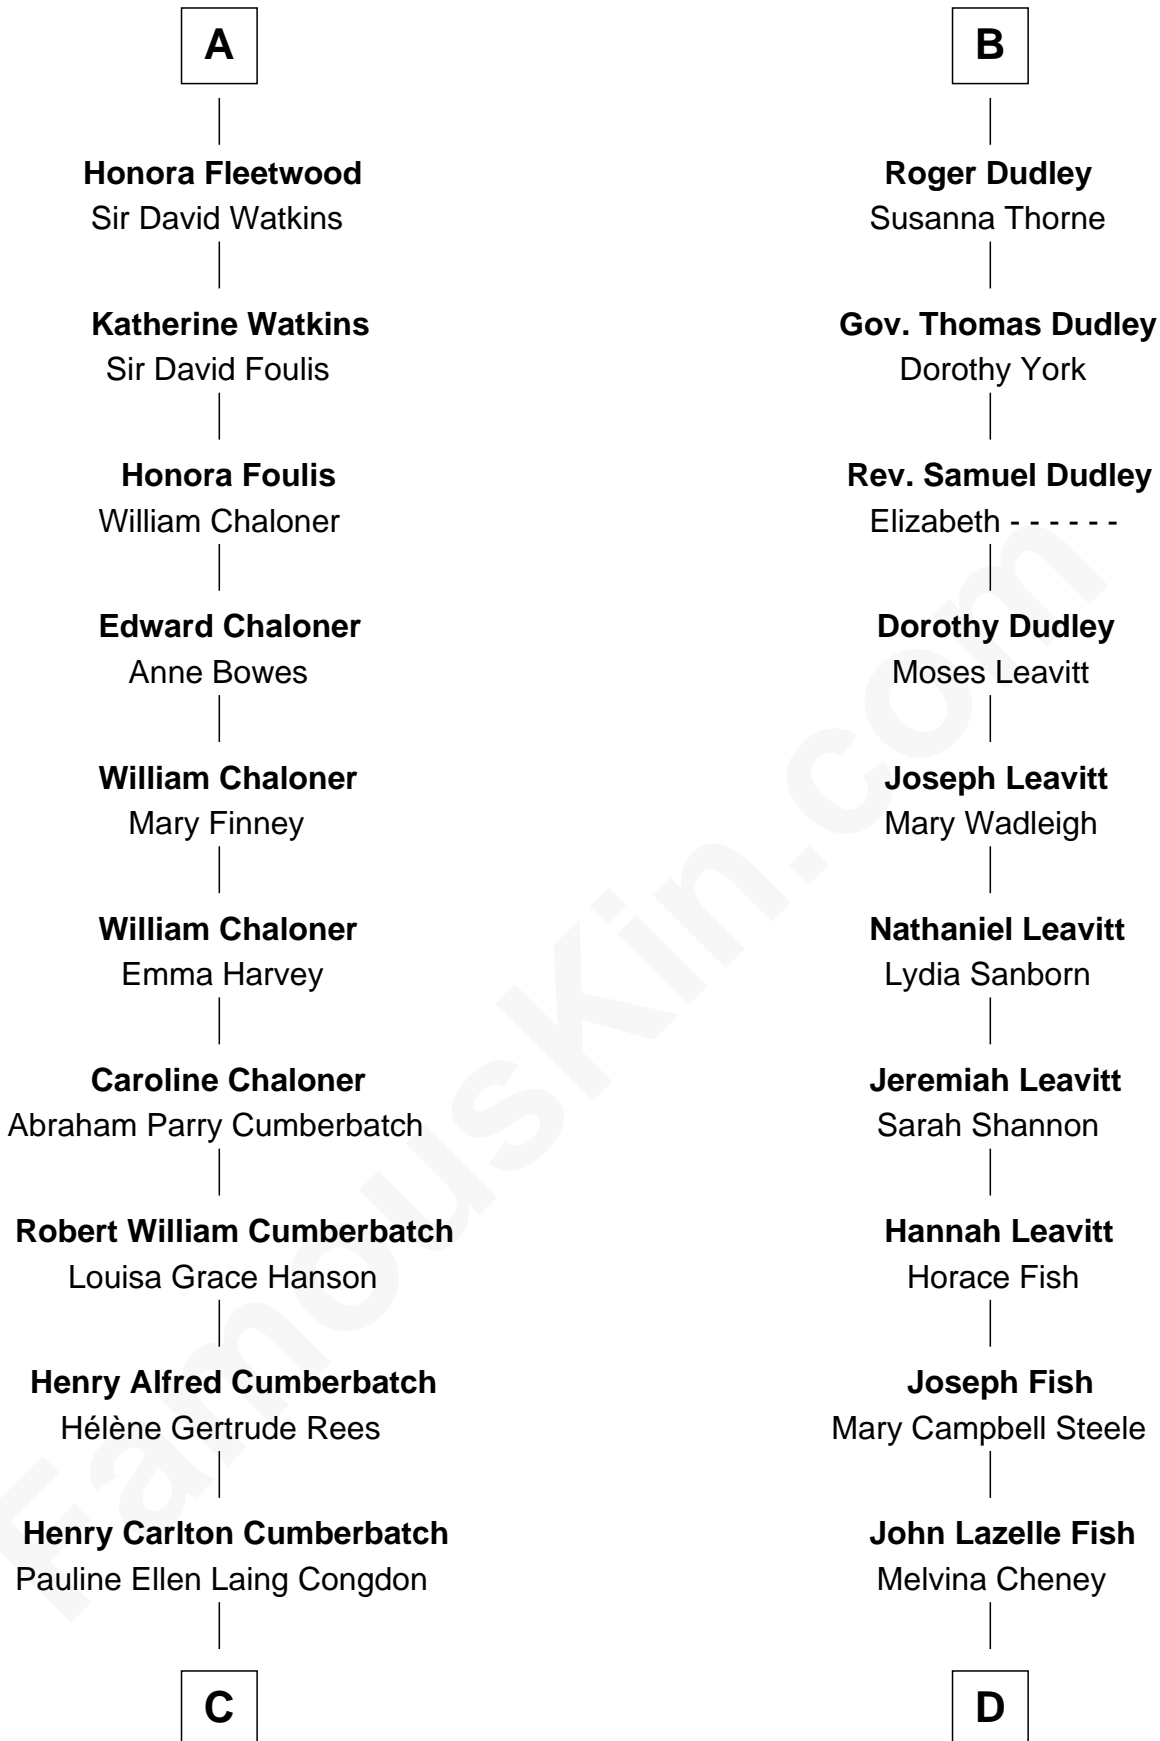 A
Honora Fleetwood
Sir David Watkins
Katherine Watkins
Sir David Foulis
Honora Foulis
William Chaloner
Edward Chaloner
Anne Bowes
William Chaloner
Mary Finney
William Chaloner
Emma Harvey
Caroline Chaloner
Abraham Parry Cumberbatch
Robert William Cumberbatch
Louisa Grace Hanson
Henry Alfred Cumberbatch
Hélène Gertrude Rees
Henry Carlton Cumberbatch
Pauline Ellen Laing Congdon
C
B
Roger Dudley
Susanna Thorne
Gov. Thomas Dudley
Dorothy York
Rev. Samuel Dudley
Elizabeth - - - - - -
Dorothy Dudley
Moses Leavitt
Joseph Leavitt
Mary Wadleigh
Nathaniel Leavitt
Lydia Sanborn
Jeremiah Leavitt
Sarah Shannon
Hannah Leavitt
Horace Fish
Joseph Fish
Mary Campbell Steele
John Lazelle Fish
Melvina Cheney
D
FamousKin.com